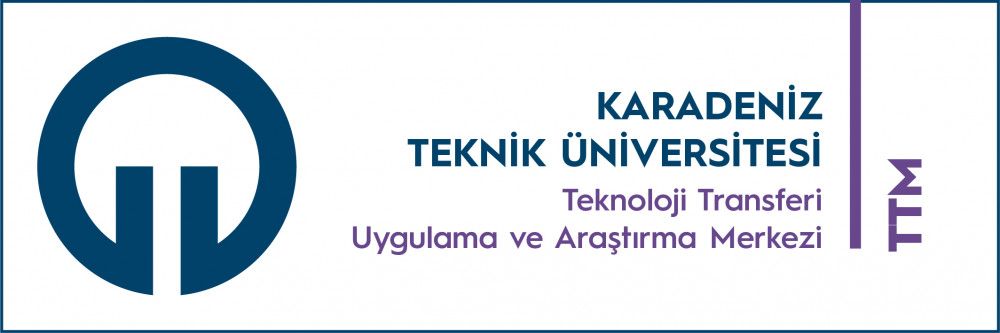 KARADENİZ
TEKNİK ÜNİVERSİTESİ
Teknoloji Transferi
Uygulama ve Araştırma Merkezi
TTM